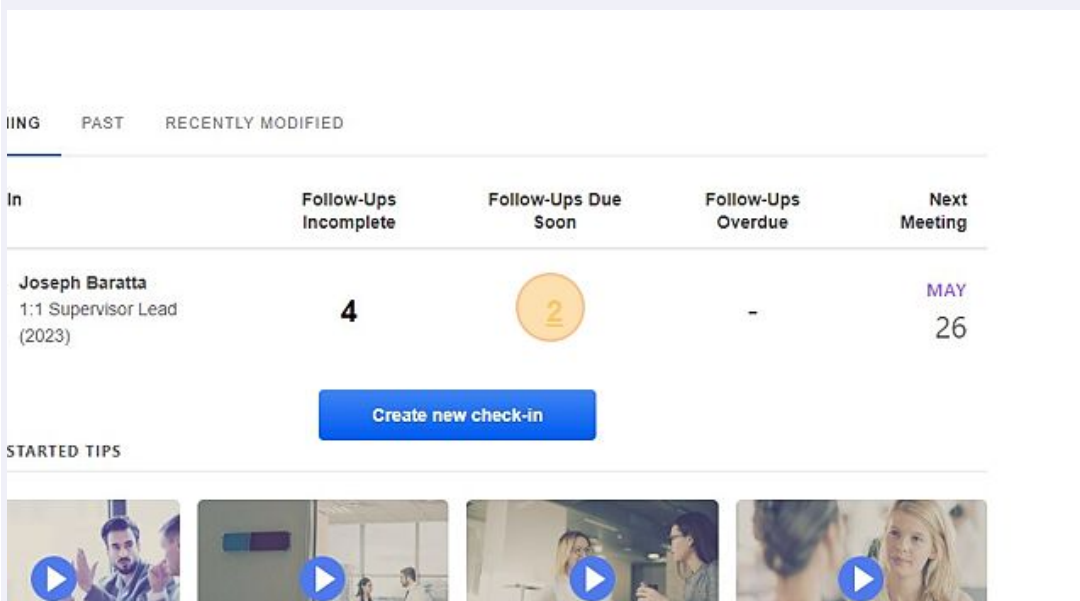 NING PAST RECENTLY MODIFIED
In Follow-Ups Follow-Ups Due Follow-Ups Next
Incomplete Soon Overdue Meeting
Joseph Baratta
1:1 Supervisor Lead
(2023)
4 2 - MAY
26
Create new check-in
STARTED TIPS